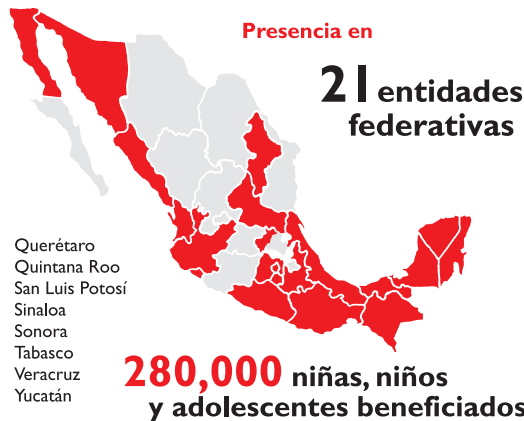 Presencia en
21 entidades
federativas
Querétaro
Quintana Roo
San Luis Potosí
Sinaloa
Sonora
Tabasco
Veracruz
Yucatán
280,000 niñas, niños
y adolescentes beneficiados